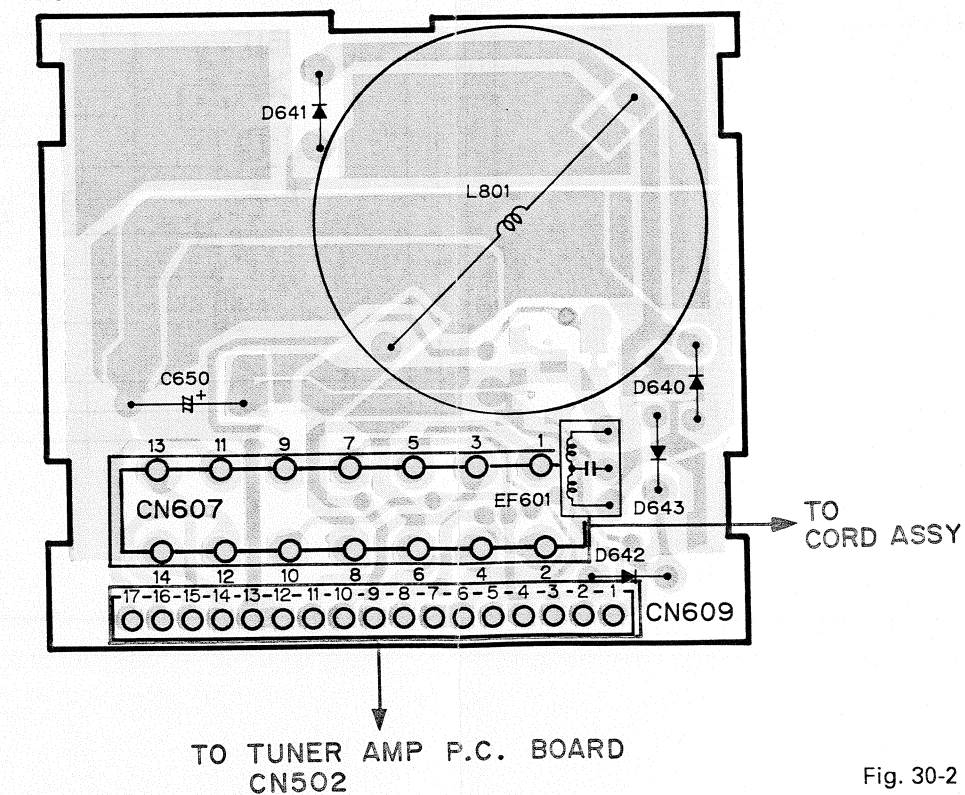 D641
L801
C650
+
D640
13 11 9 7 5 3 1
EF601
D643
CN607
TO
CORD ASSY
D642
14 12 10 8 6 4 2
17-16-15-14-13-12-11-10-9-8-7-6-5-4-3-2-1
CN609
TO TUNER AMP P.C. BOARD
CN502
Fig. 30-2